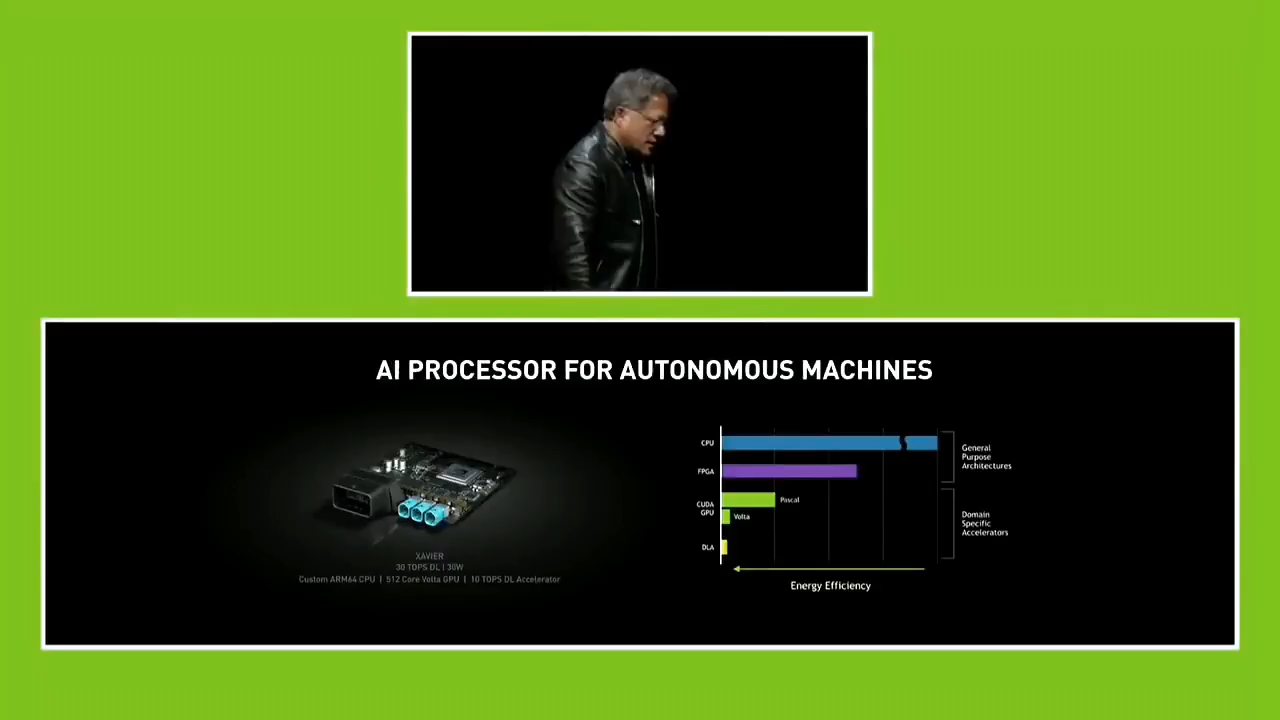 AI PROCESSOR FOR AUTONOMOUS MACHINES
XAVIER
30 TOPS DL | 30W
Custom ARM64 CPU | 512 Core Volta GPU | 10 TOPS DL Accelerator
CPU
FPGA
CUDA
GPU
DLA
Pascal
Volta
General
Purpose
Architectures
Domain
Specific
Accelerators
Energy Efficiency